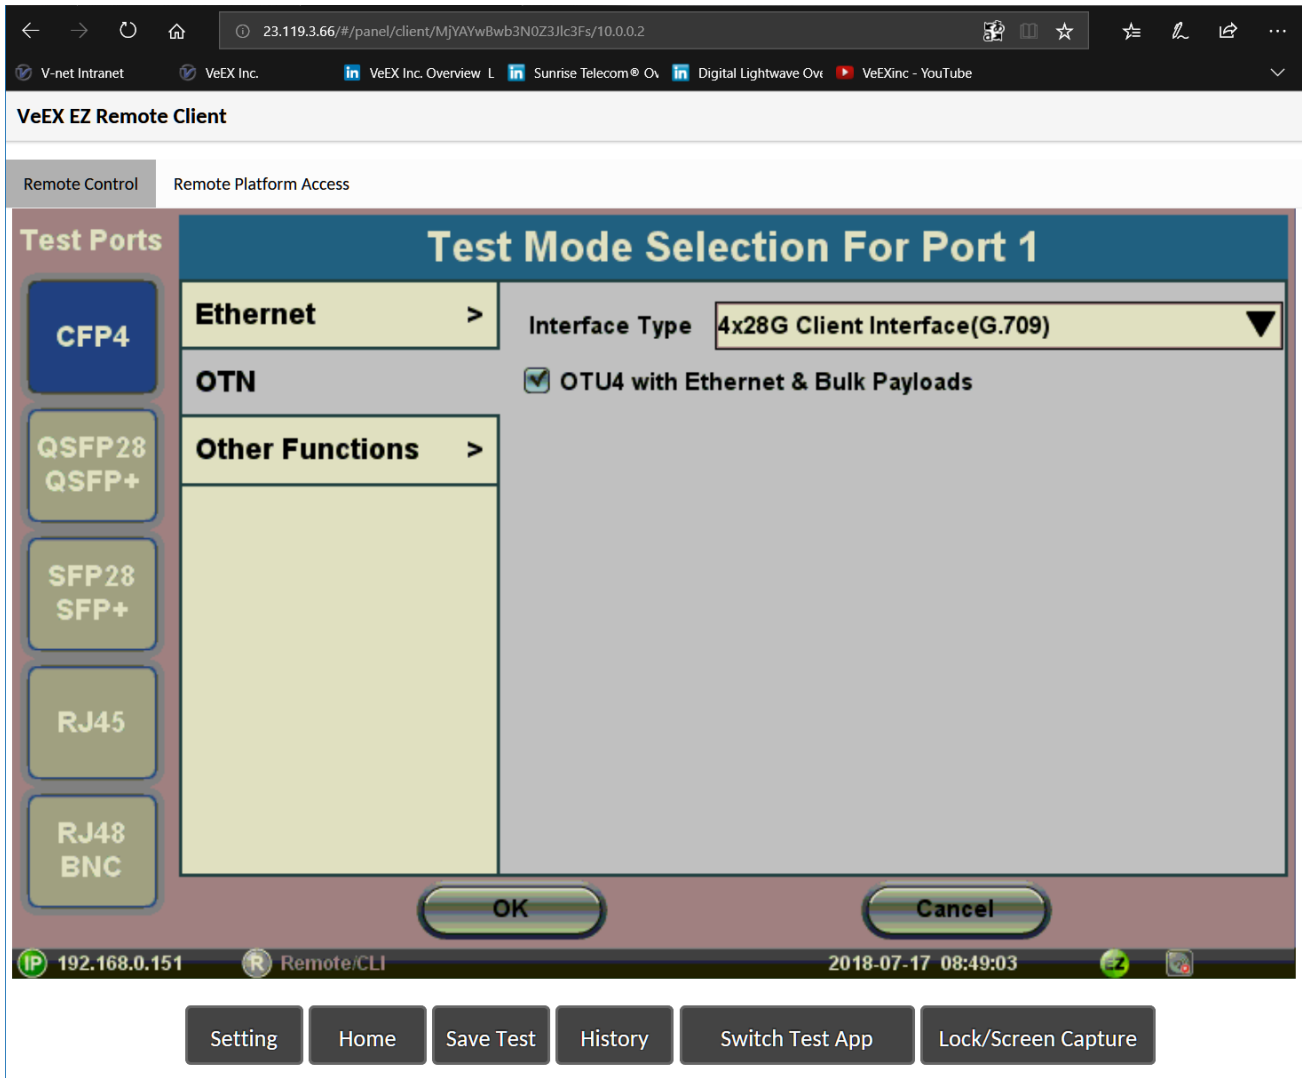 23.119.3.66/#/panel/client/MjYAYwBwb3N0Z3Jlc3Fs/10.0.0.2
V-net Intranet
VeEX Inc.
in VeEX Inc. Overview L
in Sunrise Telecom® Ov
in Digital Lightwave Ove
VeEXinc - YouTube
VeEX EZ Remote Client
Remote Control
Remote Platform Access
Test Ports
CFP4
QSFP28
QSFP+
SFP28
SFP+
RJ45
RJ48
BNC
Test Mode Selection For Port 1
Ethernet >
OTN
Other Functions >
Interface Type 4x28G Client Interface(G.709)
OTU4 with Ethernet & Bulk Payloads
OK
Cancel
IP 192.168.0.151
R Remote/CLI
2018-07-17 08:49:03
EZ
Setting
Home
Save Test
History
Switch Test App
Lock/Screen Capture